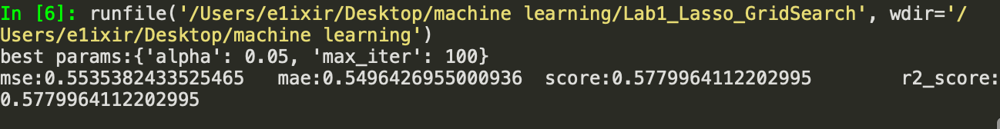 In [6]: runfile('/Users/e1ixir/Desktop/machine learning/Lab1_Lasso_GridSearch', wdir='/
Users/e1ixir/Desktop/machine learning')
best params:{'alpha': 0.05, 'max_iter': 100}
mse:0.5535382433525465   mae:0.5496426955000936  score:0.5779964112202995        r2_score:
0.5779964112202995